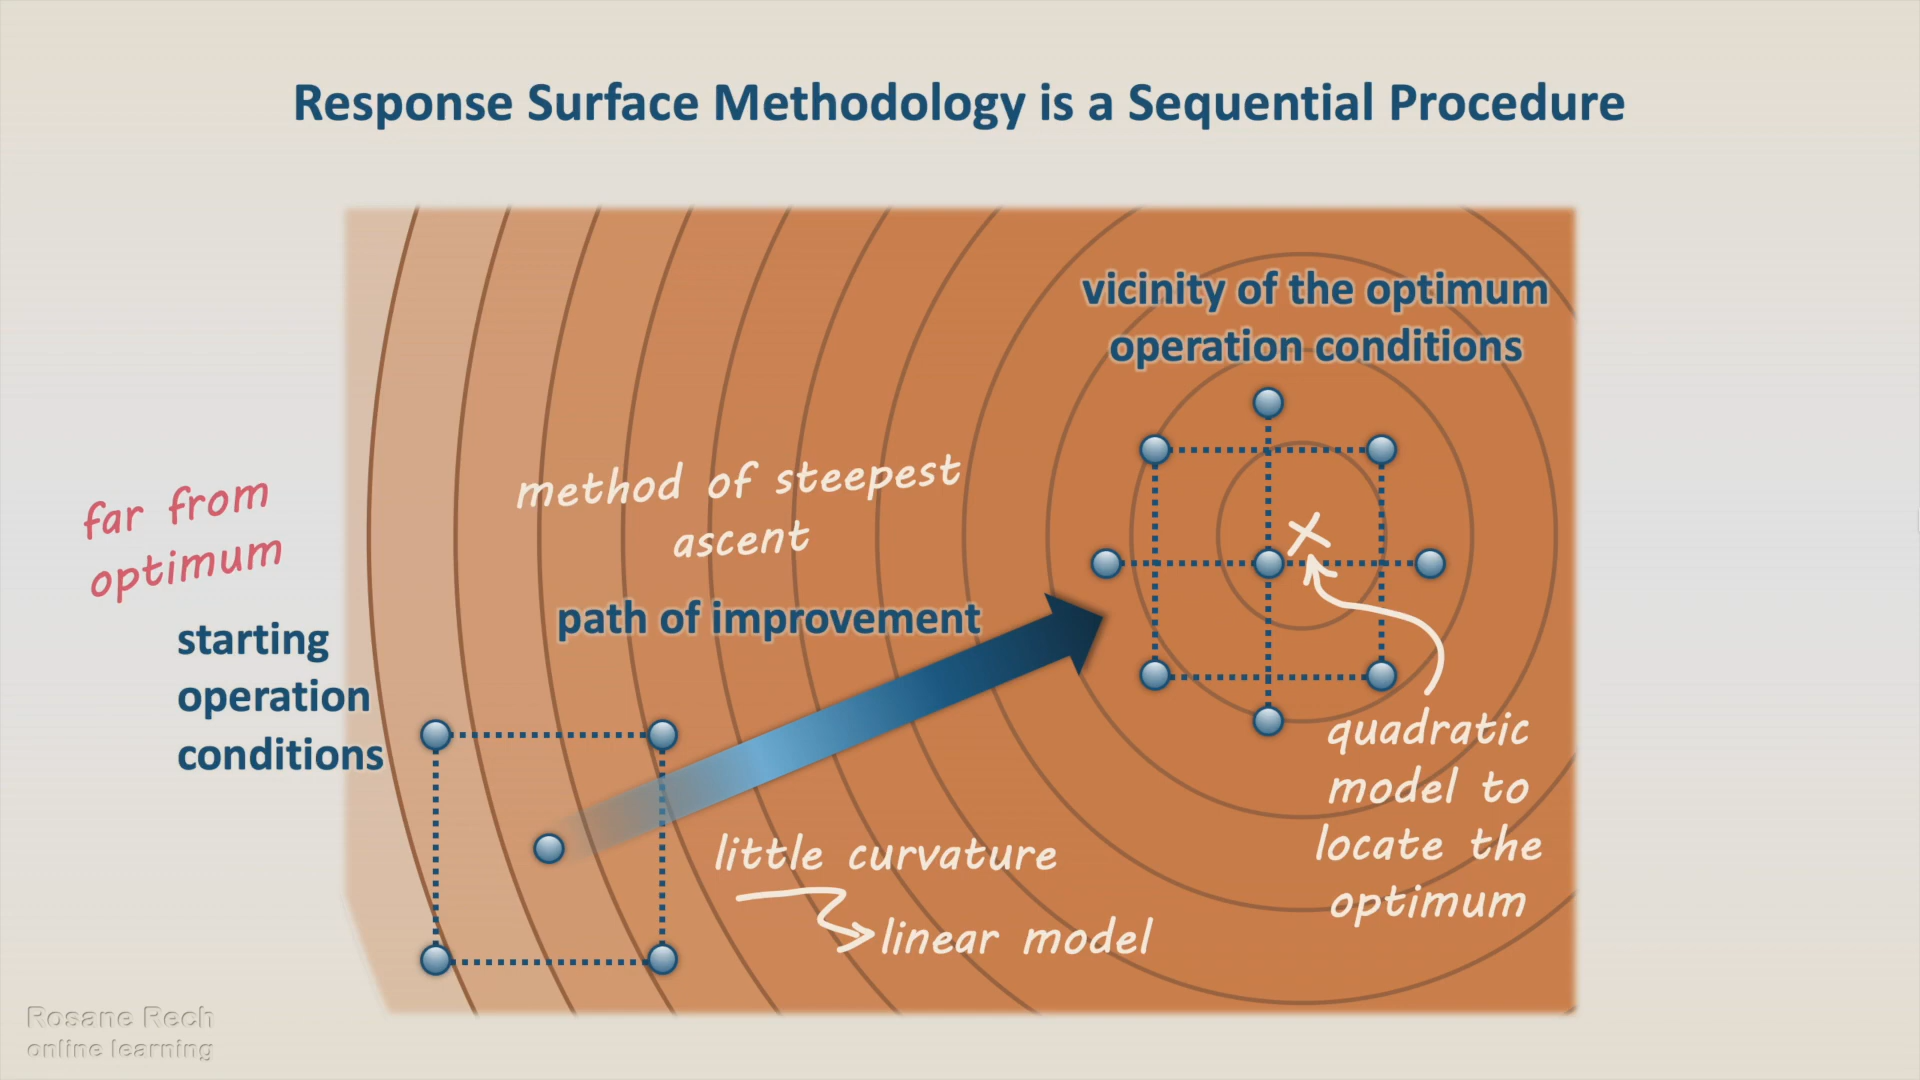 Response Surface Methodology is a Sequential Procedure
vicinity of the optimum
operation conditions
method of steepest
ascent
far from
optimum
path of improvement
starting
operation
conditions
quadratic
model to
locate the
optimum
little curvature
linear model
Rosane Rech
online learning